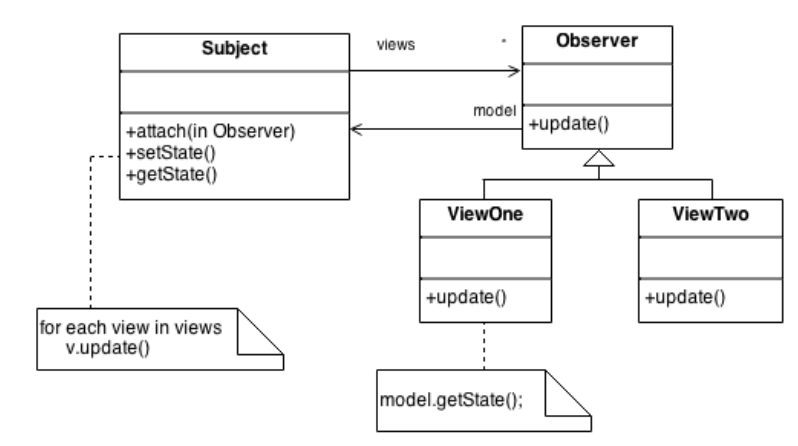 Subject
+attach(in Observer)
+setState()
+getState()
views
*
model
Observer
+update()
ViewOne
+update()
ViewTwo
+update()
for each view in views
v.update()
model.getState();